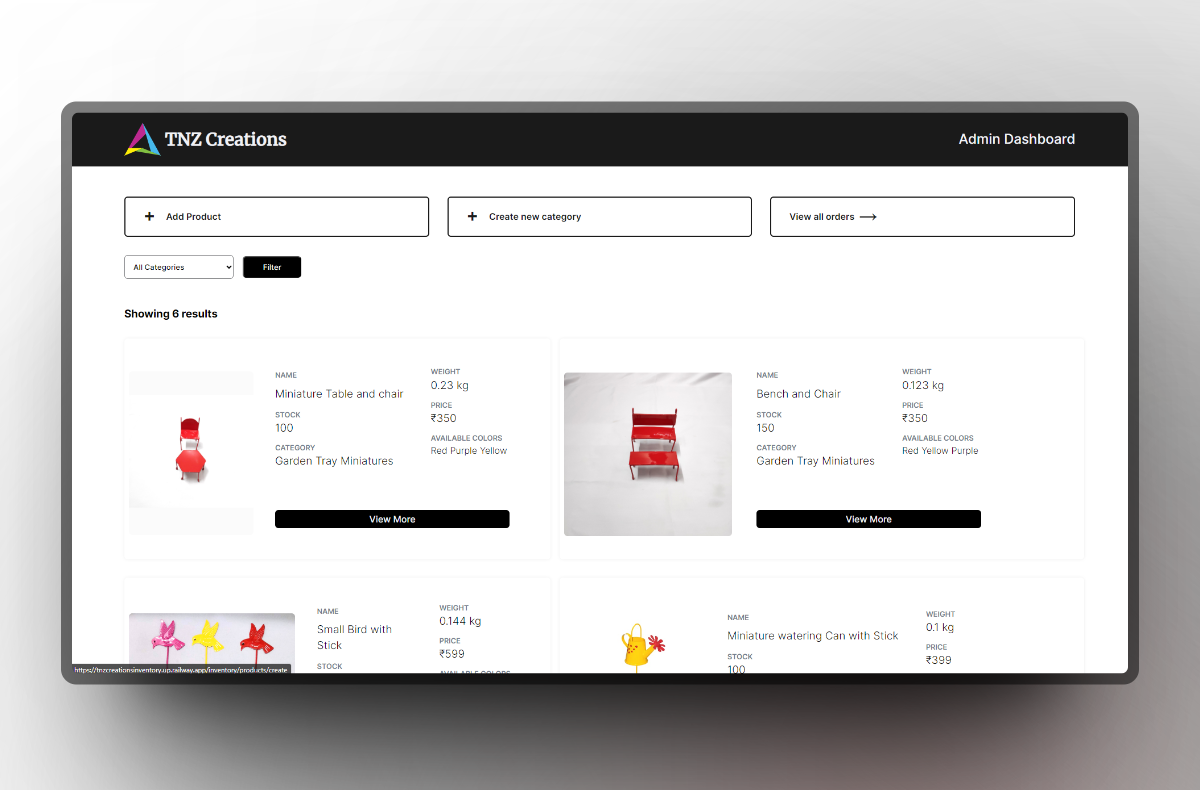 TNZ Creations
Admin Dashboard
+ Add Product
+ Create new category
View all orders →
All Categories
Filter
Showing 6 results
NAME
Miniature Table and chair
STOCK
100
CATEGORY
Garden Tray Miniatures
WEIGHT
0.23 kg
PRICE
₹350
AVAILABLE COLORS
Red Purple Yellow
View More
NAME
Bench and Chair
STOCK
150
CATEGORY
Garden Tray Miniatures
WEIGHT
0.123 kg
PRICE
₹350
AVAILABLE COLORS
Red Yellow Purple
View More
NAME
Small Bird with
Stick
STOCK
WEIGHT
0.144 kg
PRICE
₹599
AVAILABLE COLORS
NAME
Miniature watering Can with Stick
STOCK
100
WEIGHT
0.1 kg
PRICE
₹399
https://tnzcreationsinventory.up.railway.app/inventory/products/create